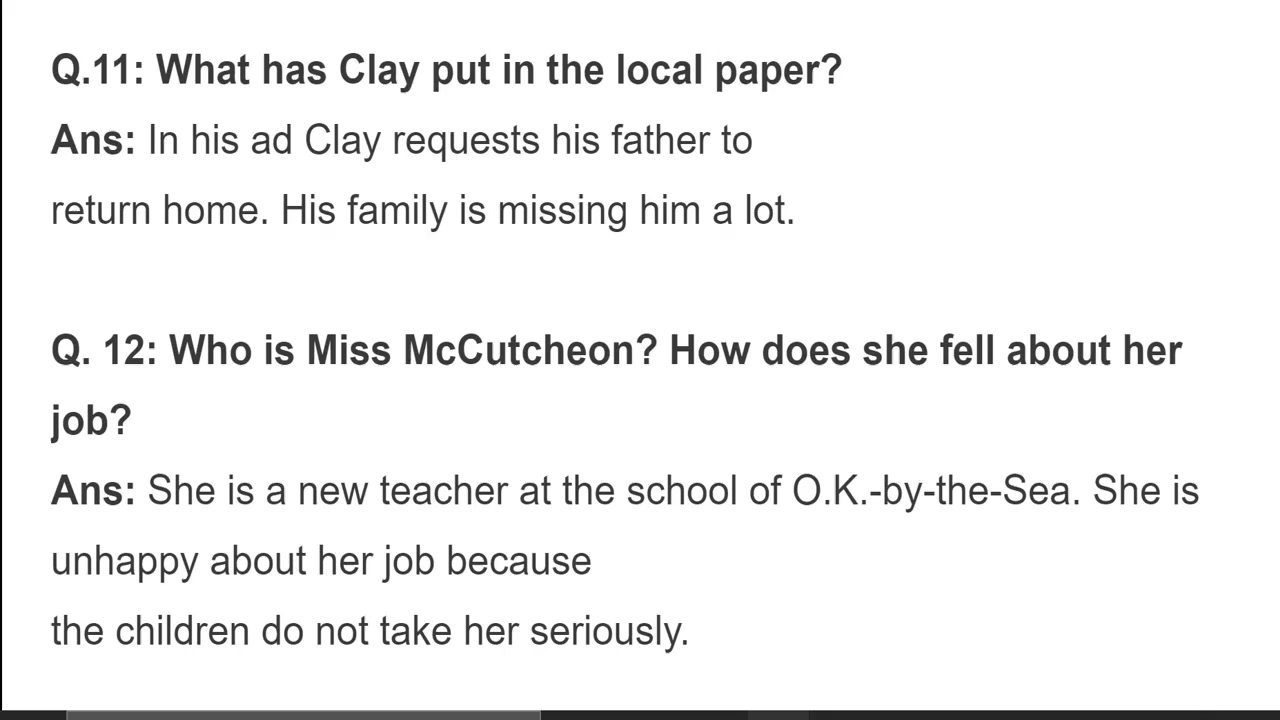 Q.11: What has Clay put in the local paper?
Ans: In his ad Clay requests his father to
return home. His family is missing him a lot.
Q. 12: Who is Miss McCutcheon? How does she fell about her
job?
Ans: She is a new teacher at the school of O.K.-by-the-Sea. She is
unhappy about her job because
the children do not take her seriously.